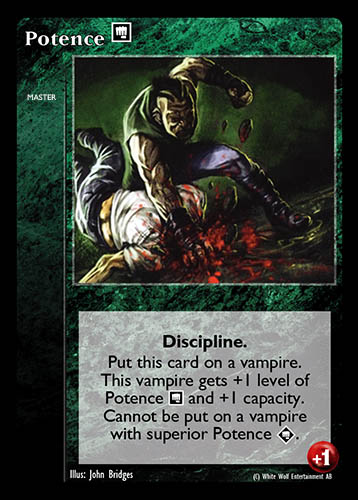 Potence
MASTER
Discipline.
Put this card on a vampire.
This vampire gets +1 level of
Potence and +1 capacity.
Cannot be put on a vampire
with superior Potence .
+1
Illus: John Bridges
(C) White Wolf Entertainment AB